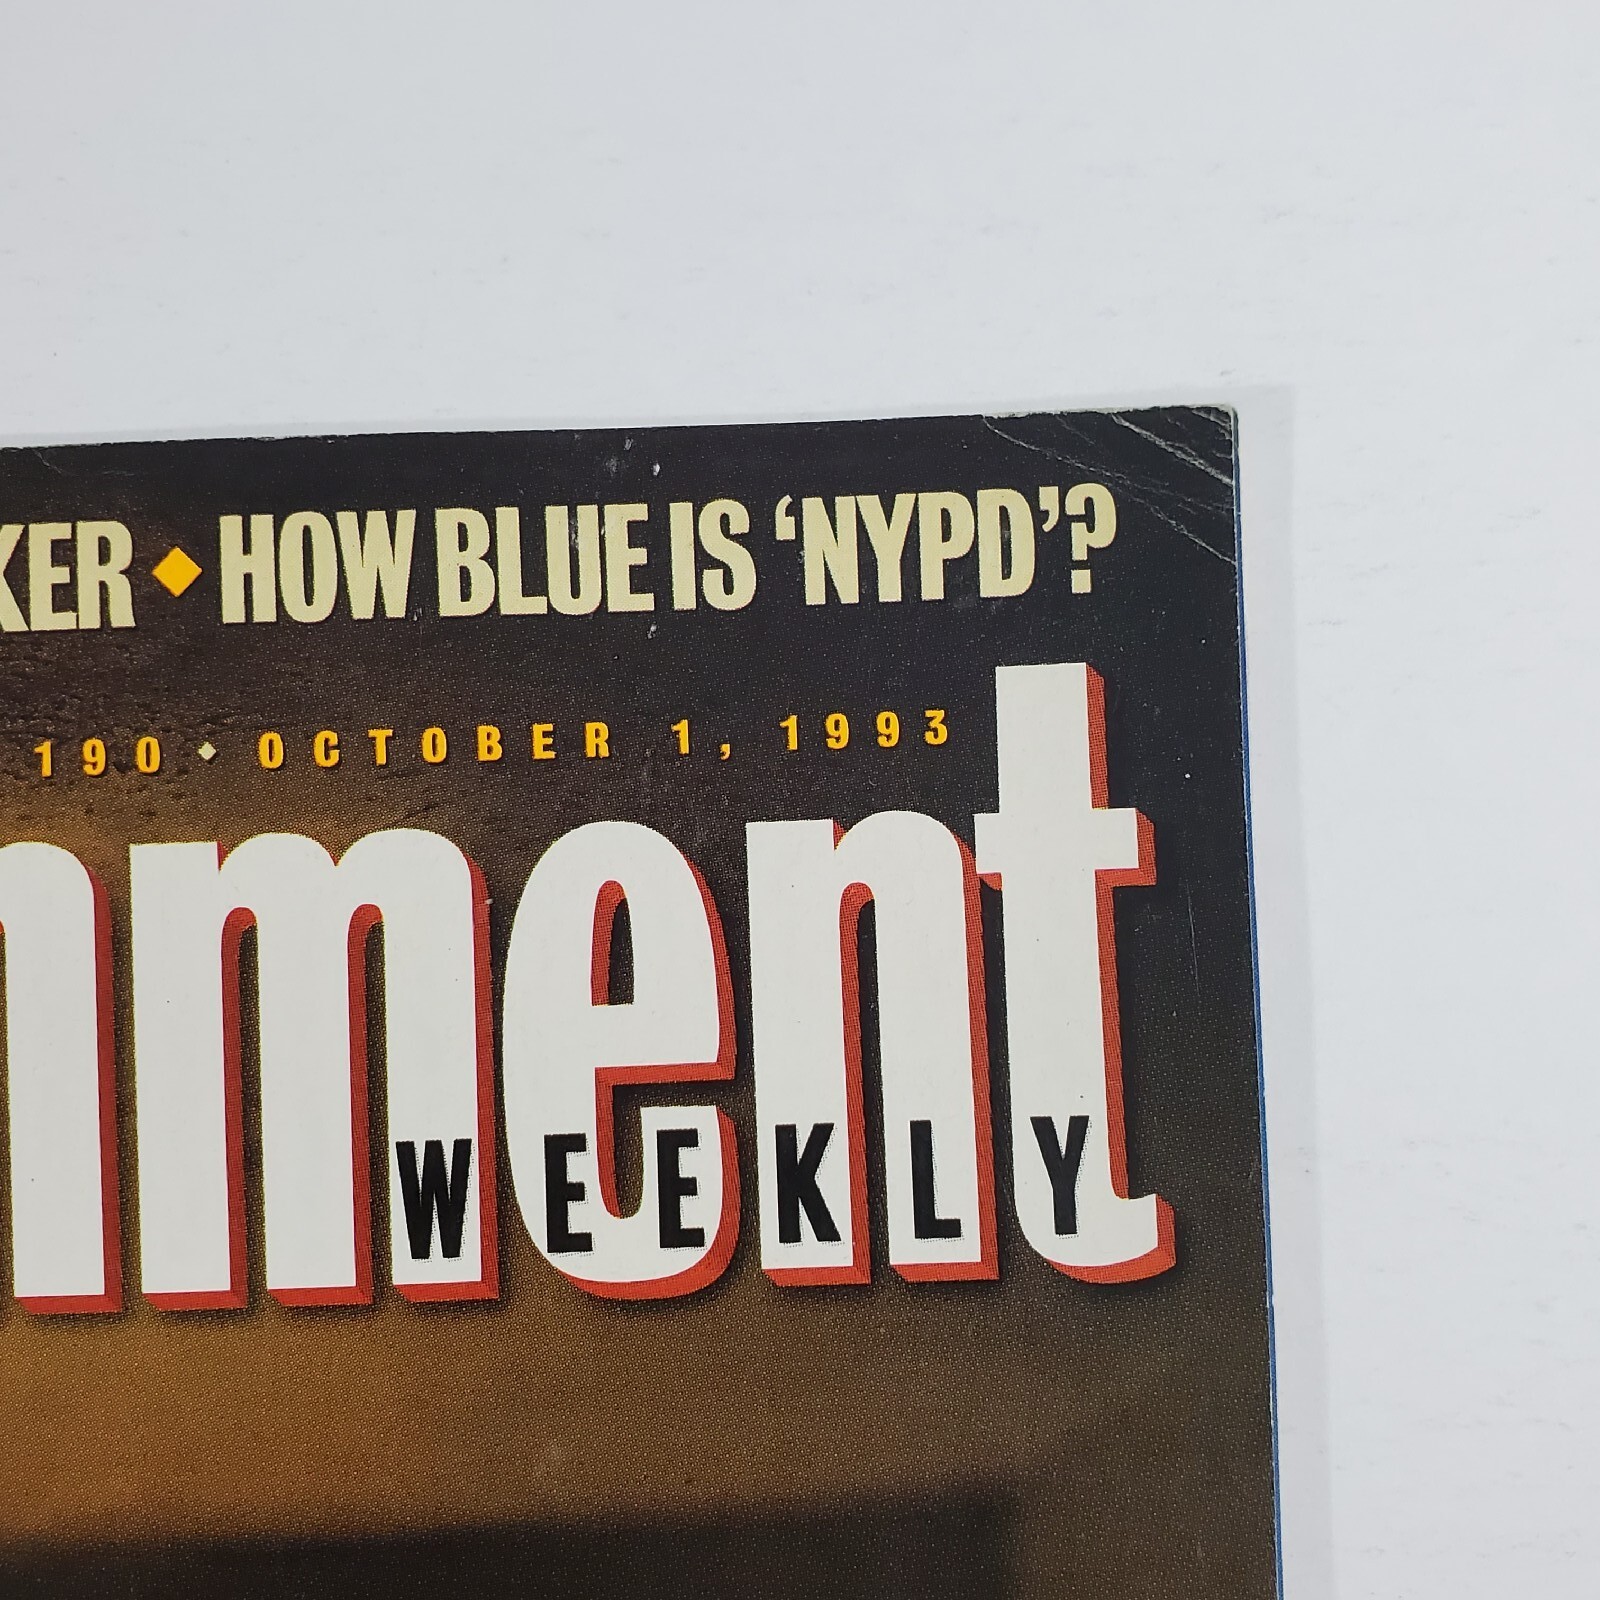 KER ◆ HOW BLUE IS ‘NYPD’?
190 ◆ OCTOBER 1, 1993
nment
WEEKLY